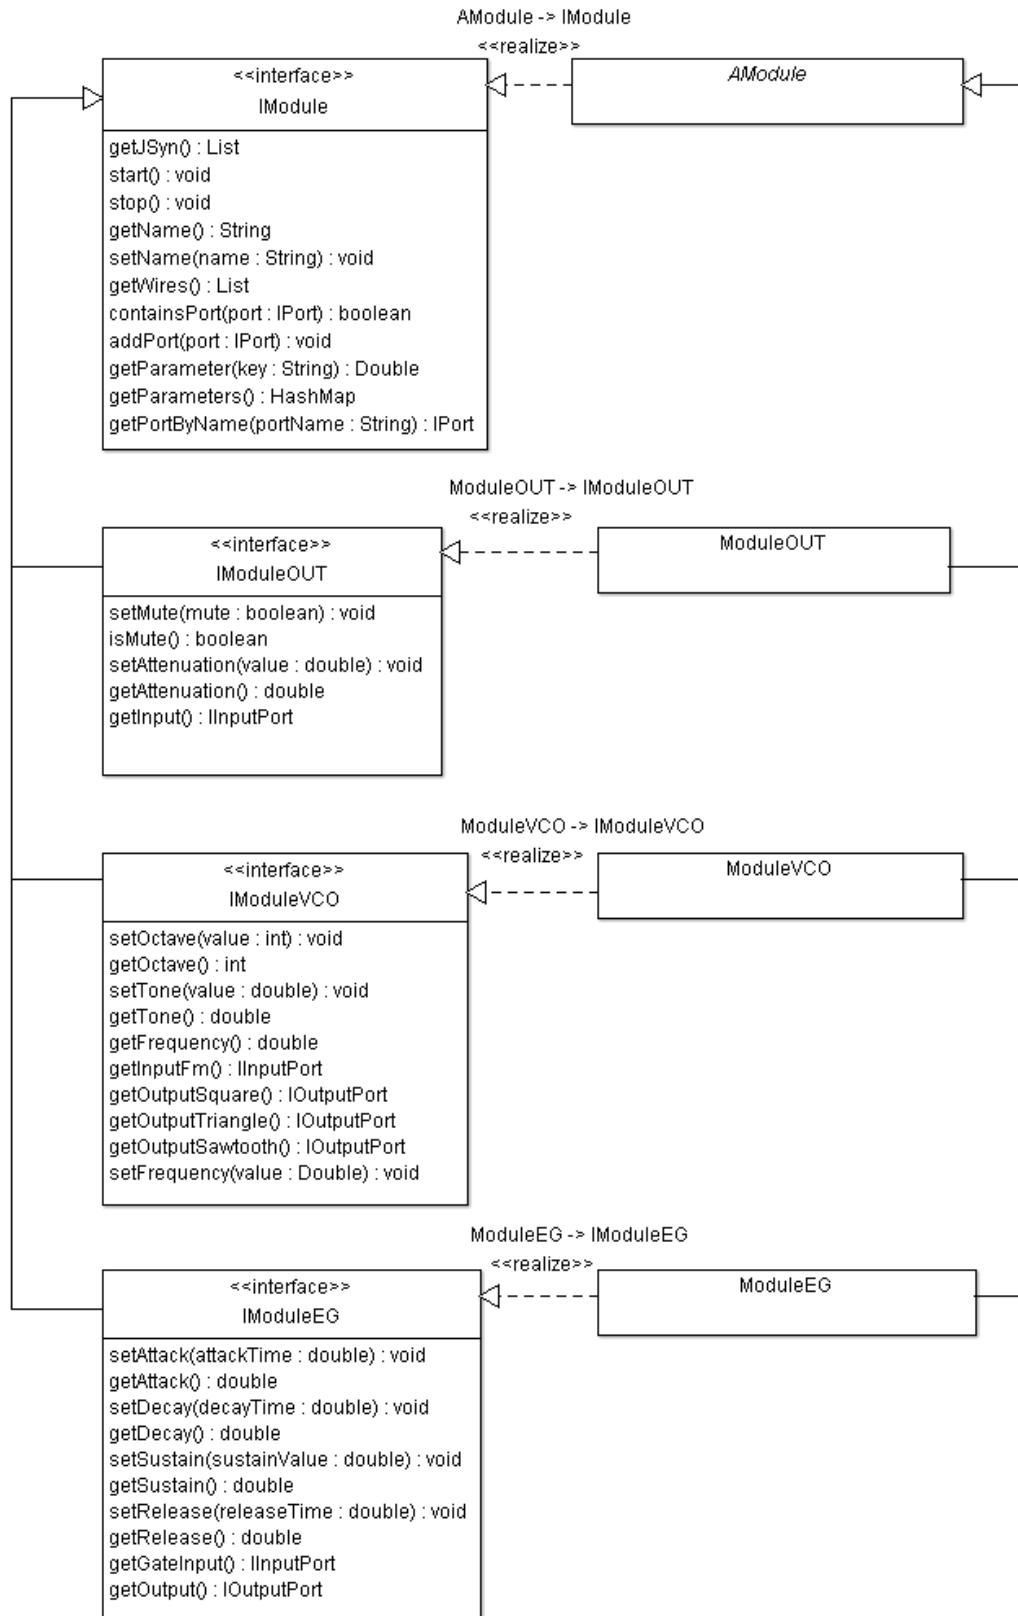 AModule -> IModule
<<realize>>
<<interface>>
IModule
AModule
getJSyn() : List
start() : void
stop() : void
getName() : String
setName(name : String) : void
getWires() : List
containsPort(port : IPort) : boolean
addPort(port : IPort) : void
getParameter(key : String) : Double
getParameters() : HashMap
getPortByName(portName : String) : IPort
ModuleOUT -> IModuleOUT
<<realize>>
<<interface>>
IModuleOUT
ModuleOUT
setMute(mute : boolean) : void
isMute() : boolean
setAttenuation(value : double) : void
getAttenuation() : double
getInput() : IInputPort
ModuleVCO -> IModuleVCO
<<realize>>
<<interface>>
IModuleVCO
ModuleVCO
setOctave(value : int) : void
getOctave() : int
setTone(value : double) : void
getTone() : double
getFrequency() : double
getInputFm() : IInputPort
getOutputSquare() : IOutputPort
getOutputTriangle() : IOutputPort
getOutputSawtooth() : IOutputPort
setFrequency(value : Double) : void
ModuleEG -> IModuleEG
<<realize>>
<<interface>>
IModuleEG
ModuleEG
setAttack(attackTime : double) : void
getAttack() : double
setDecay(decayTime : double) : void
getDecay() : double
setSustain(sustainValue : double) : void
getSustain() : double
setRelease(releaseTime : double) : void
getRelease() : double
getGateInput() : IInputPort
getOutput() : IOutputPort